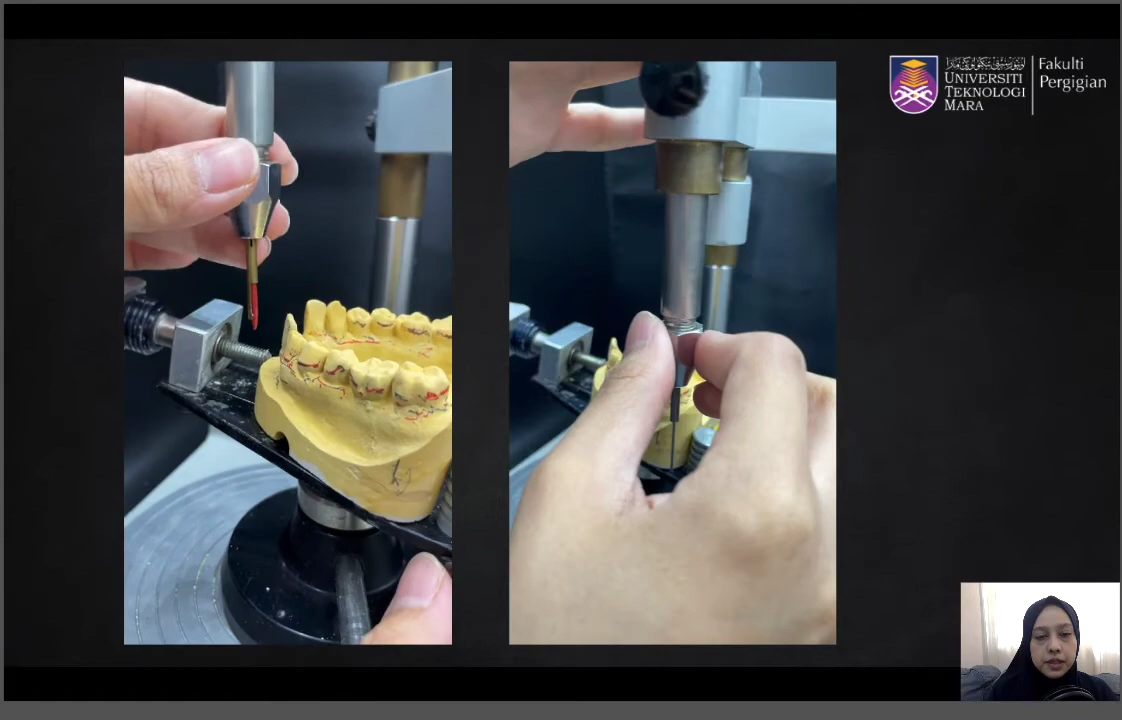 UNIVERSITI
TEKNOLOGI
MARA
Fakulti
Pergigian